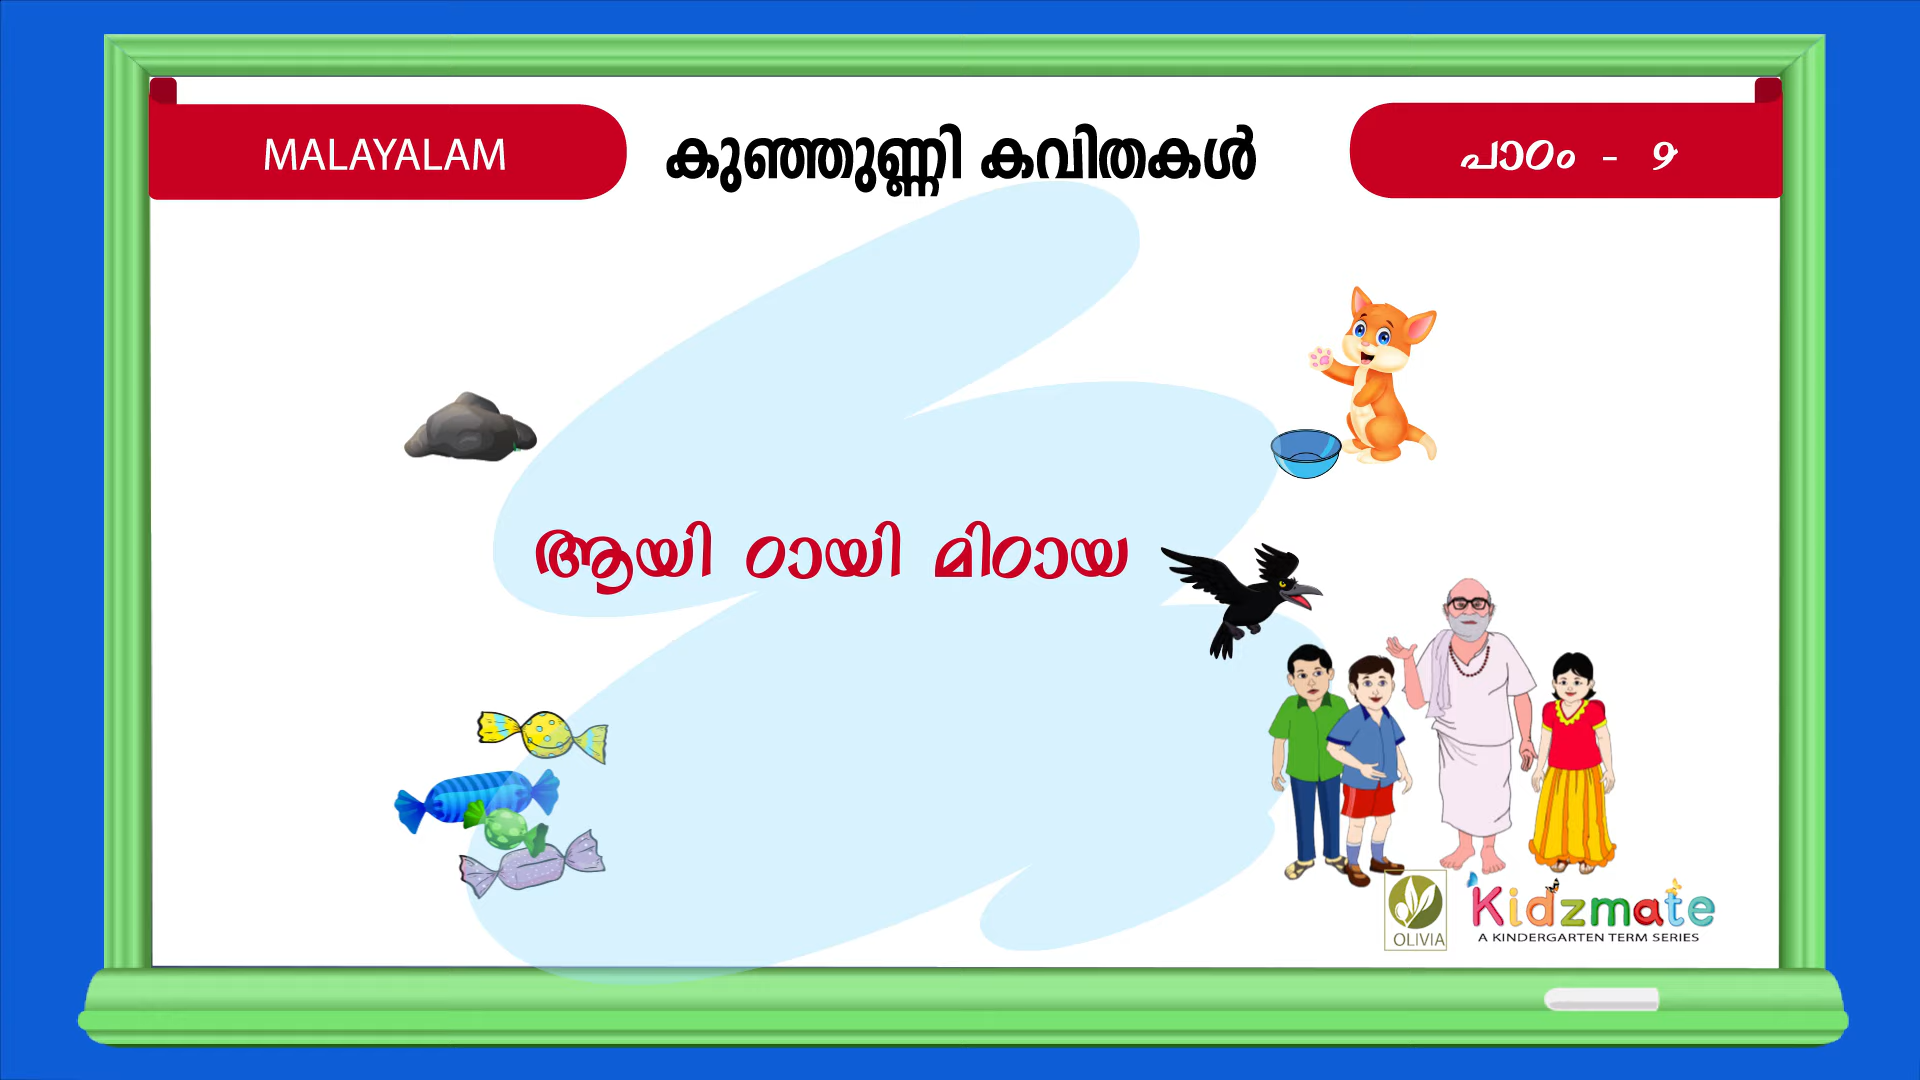 MALAYALAM
കുഞ്ഞുണ്ണി കവിതകൾ
പാഠം - 9
ആയി ഠായി മിഠായ
OLIVIA
Kidzmate
A KINDERGARTEN TERM SERIES